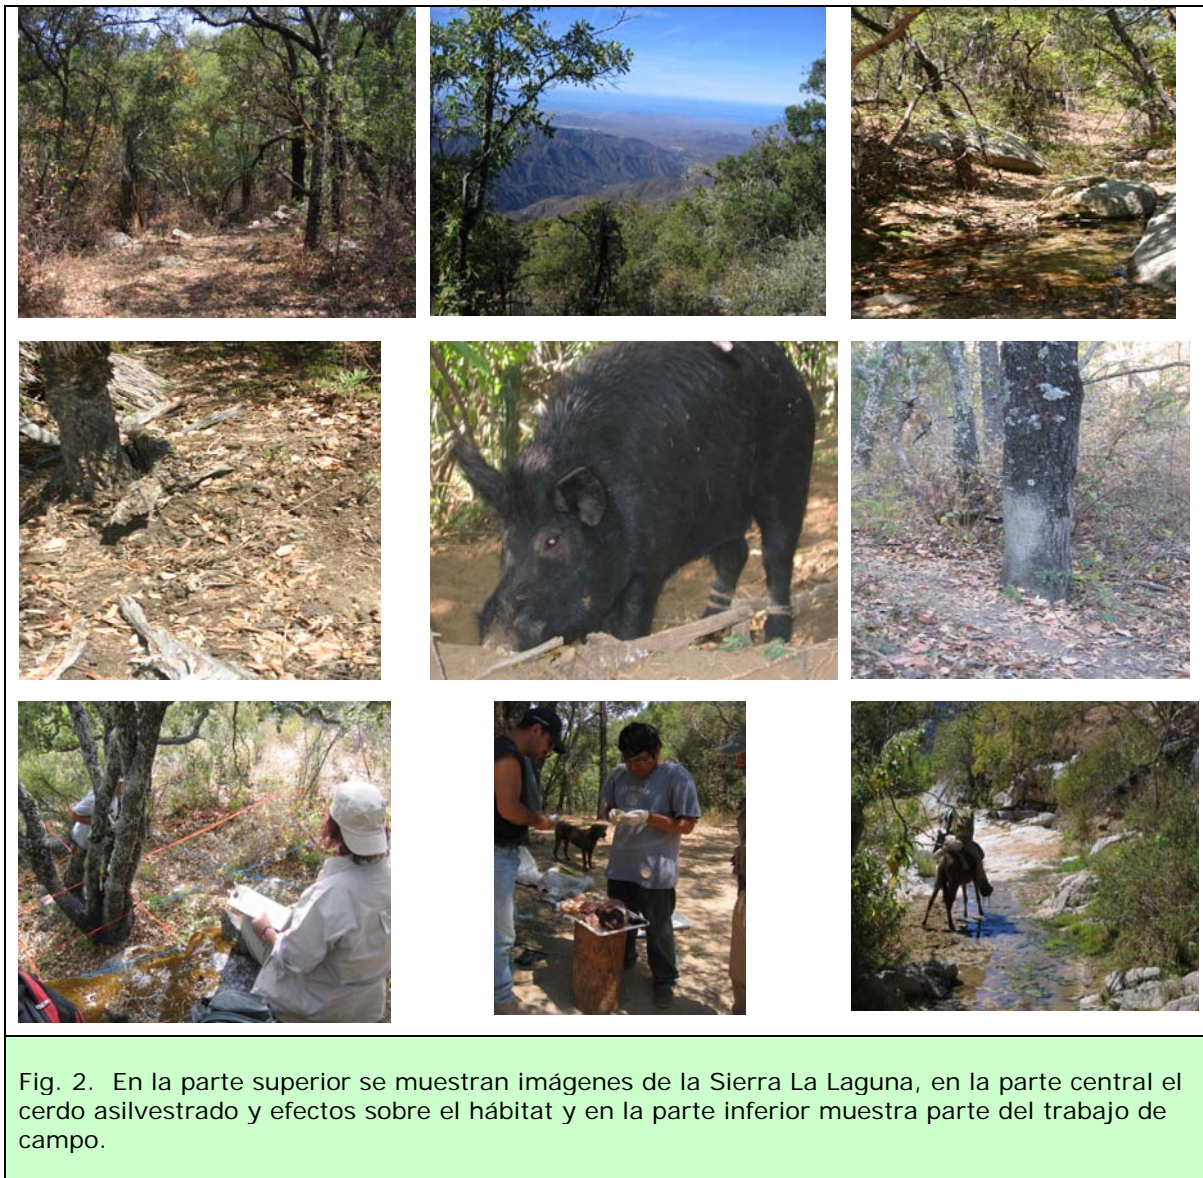 Fig. 2.  En la parte superior se muestran imágenes de la Sierra La Laguna, en la parte central el
cerdo asilvestrado y efectos sobre el hábitat y en la parte inferior muestra parte del trabajo de
campo.